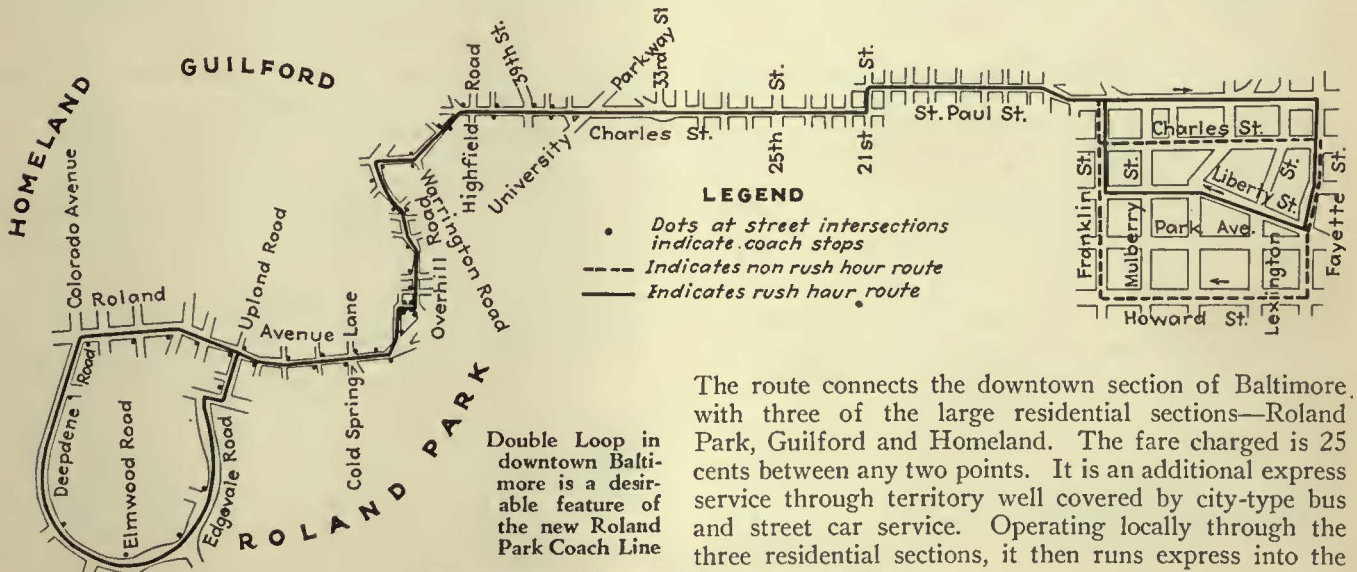 HOMELAND
GUILFORD
ROLAND PARK
Colorado Avenue
Roland
Avenue
Uplond Road
Cold Spring Lane
Deepdene Road
Elmwood Road
Edgevale Road
Overhill Road
Warrington Road
Highfield Road
39th St.
University Parkway
33rd St
Charles St.
25th St.
21st St.
St. Paul St.
Charles St.
Franklin St.
Mulberry St.
Liberty St.
Park Ave.
Lexington St.
Fayette St.
Howard St.
LEGEND
Dots at street intersections
indicate coach stops
Indicates non rush hour route
Indicates rush haur route
Double Loop in
downtown Balti-
more is a desir-
able feature of
the new Roland
Park Coach Line
The route connects the downtown section of Baltimore
with three of the large residential sections—Roland
Park, Guilford and Homeland. The fare charged is 25
cents between any two points. It is an additional express
service through territory well covered by city-type bus
and street car service. Operating locally through the
three residential sections, it then runs express into the